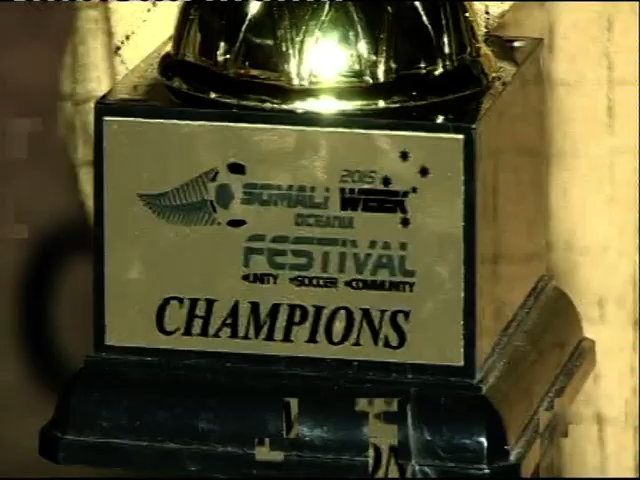 2015
SOMALI WEEK
OCEANIA
FESTIVAL
UNITY SOCCER COMMUNITY
CHAMPIONS